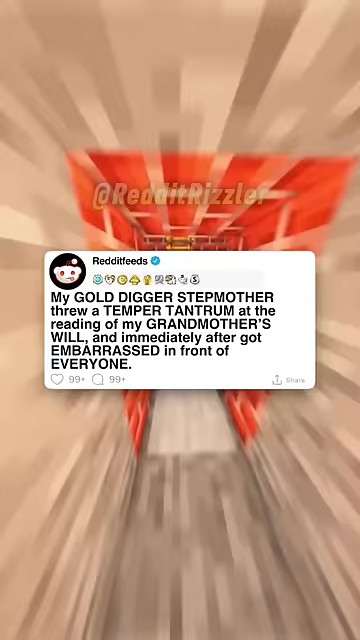 @RedditRizzler
Redditfeeds
My GOLD DIGGER STEPMOTHER
threw a TEMPER TANTRUM at the
reading of my GRANDMOTHER'S
WILL, and immediately after got
EMBARRASSED in front of
EVERYONE.
99+ 99+ Share